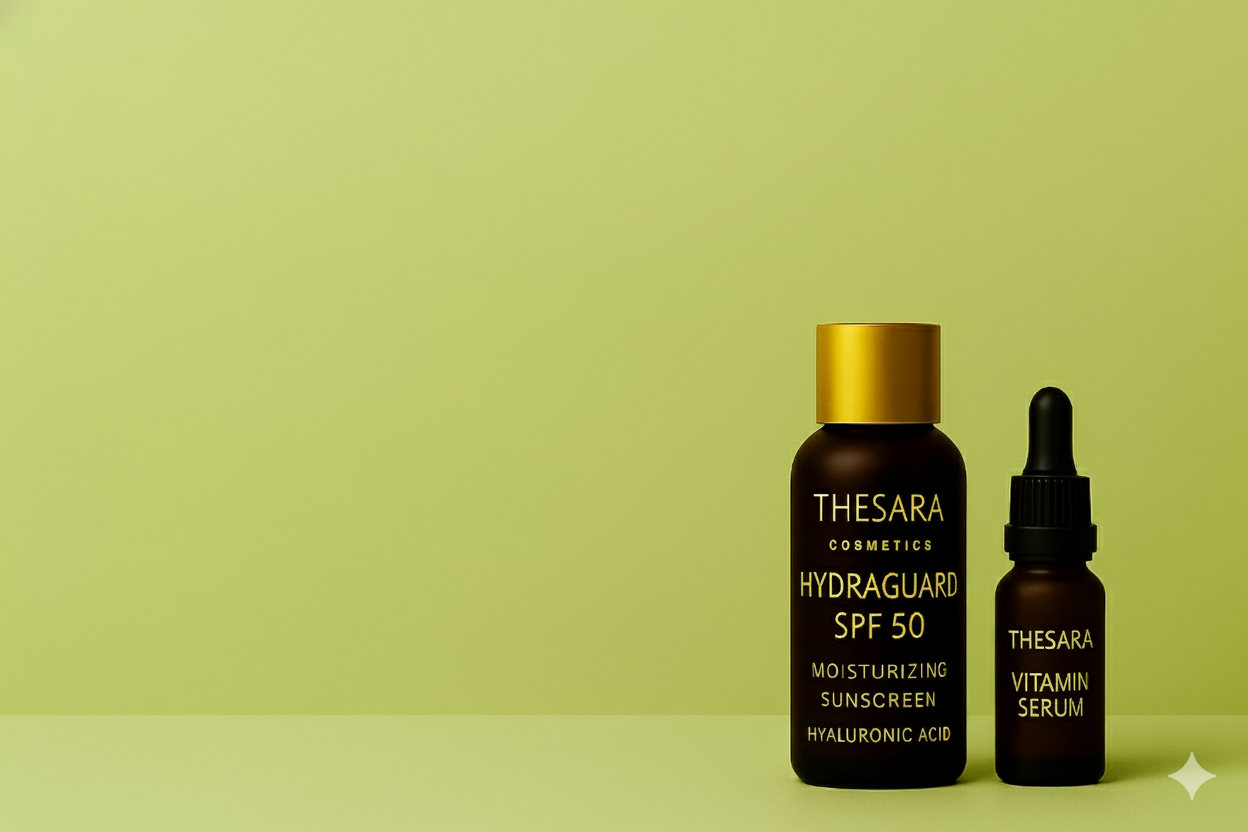 THESARA
COSMETICS
HYDRAGUARD
SPF 50
MOISTURIZING
SUNSCREEN
HYALURONIC ACID
THESARA
VITAMIN
SERUM